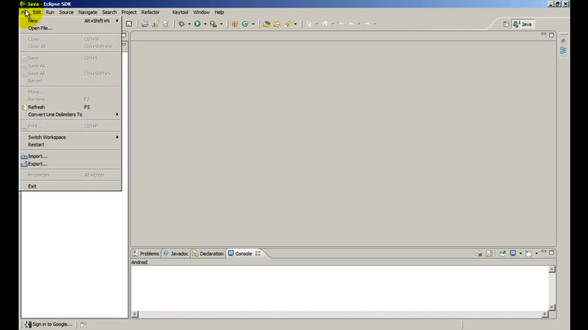 Java - Eclipse SDK
File Edit Run Source Navigate Search Project Refactor Keytool Window Help
New Alt+Shift+N
Open File...
Close Ctrl+W
Close All Ctrl+Shift+W
Save Ctrl+S
Save As...
Save All Ctrl+Shift+S
Revert
Move...
Rename... F2
Refresh F5
Convert Line Delimiters To
Print... Ctrl+P
Switch Workspace
Restart
Import...
Export...
Properties Alt+Enter
Exit
Java
Problems Javadoc Declaration Console
Android
Sign in to Google...